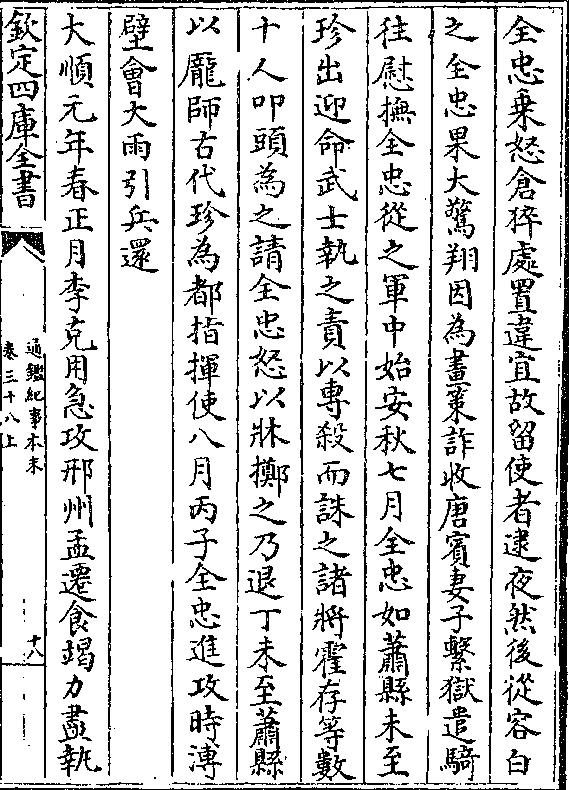 全忠乗怒倉猝處置違宜故留使者逮夜然後從容白
之全忠果大驚翔因為畫策詐收唐賓妻子繫獄遣騎
往慰撫全忠從之軍中始安秋七月全忠如蕭縣未至
珍出迎命武士執之責以専殺而誅之諸將霍存等數
十人叩頭為之請全忠怒以牀擲之乃退丁未至蕭縣
以龎師古代珍為都指揮使八月丙子全忠進攻時溥
壁會大雨引兵還
大順元年春正月李克用急攻邢州孟遷食竭力盡執
欽定四庫全書
通鑑紀事本末
卷三十八上
十八